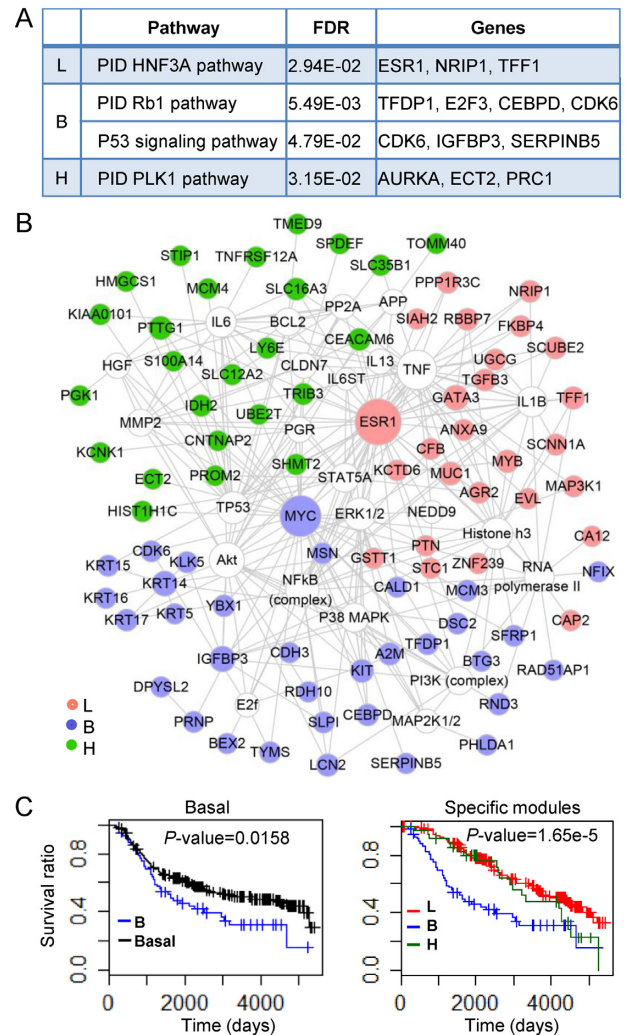 A
Pathway FDR Genes
L PID HNF3A pathway 2.94E-02 ESR1, NRIP1, TFF1
B PID Rb1 pathway 5.49E-03 TFDP1, E2F3, CEBPD, CDK6
P53 signaling pathway 4.79E-02 CDK6, IGFBP3, SERPINB5
H PID PLK1 pathway 3.15E-02 AURKA, ECT2, PRC1
B
TMED9
SPDEF TOMM40
STIP1 TNFRSF12A
SLC35B1
HMGCS1 MCM4 SLC16A3 PP2A APP PPP1R3C NRIP1
KIAA0101 PTTG1 IL6 BCL2 SIAH2 RBBP7 FKBP4
CEACAM6
LY6E IL13 UGCG SCUBE2
HGF S100A14 SLC12A2 CLDN7 IL6ST TNF TGFB3
PGK1 IDH2 TRIB3 GATA3 IL1B TFF1
MMP2 UBE2T PGR ESR1 ANXA9
KCNK1 CNTNAP2 CFB SCNN1A
SHMT2 KCTD6 MUC1 MYB
ECT2 PROM2 STAT5A AGR2 EVL MAP3K1
HIST1H1C TP53 MYC ERK1/2 NEDD9
Histone h3 CA12
KRT15 CDK6 KLK5 Akt MSN GSTT1 PTN STC1 ZNF239 RNA polymerase II NFIX
KRT16 KRT14 NFkB (complex) CALD1 MCM3
KRT17 KRT5 YBX1 P38 MAPK DSC2 CAP2
IGFBP3 CDH3 A2M TFDP1 SFRP1
KIT BTG3 RAD51AP1
DPYSL2 RDH10 PI3K (complex)
E2f RND3
PRNP SLPI CEBPD MAP2K1/2
BEX2 TYMS PHLDA1
LCN2 SERPINB5
L
B
H
C
Basal
P-value=0.0158
Survival ratio
0.8
0.4
0.0
B
Basal
0 2000 4000
Time (days)
Specific modules
P-value=1.65e-5
0.8
0.4
0.0
L
B
H
0 2000 4000
Time (days)